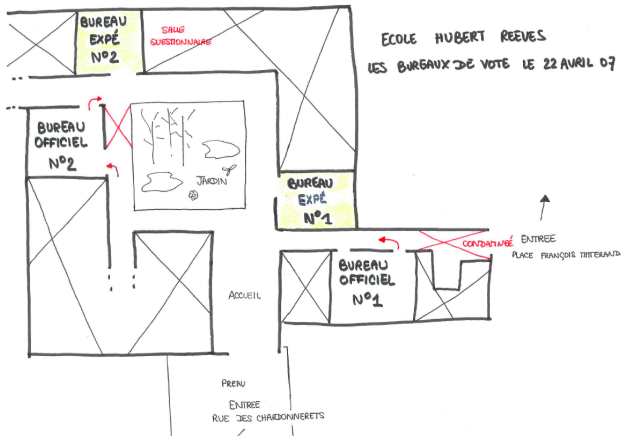 BUREAU
EXPÉ
N°2
SALLE
QUESTIONNAIRE
ECOLE HUBERT REEVES
LES BUREAUX DE VOTE LE 22 AVRIL 07
BUREAU
OFFICIEL
N°2
JARDIN
BUREAU
EXPÉ
N°1
CONDAMNÉE
ENTREE
PLACE FRANÇOIS MITTERAND
BUREAU
OFFICIEL
N°1
ACCUEIL
PREAU
ENTREE
RUE DES CHARDONNERETS